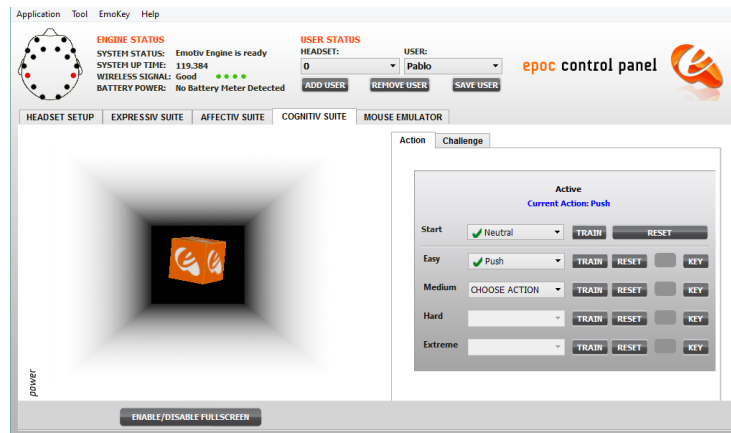 Application Tool EmoKey Help
ENGINE STATUS
SYSTEM STATUS: Emotiv Engine is ready
SYSTEM UP TIME: 119.384
WIRELESS SIGNAL: Good
BATTERY POWER: No Battery Meter Detected
USER STATUS
HEADSET: USER:
0 Pablo
ADD USER REMOVE USER SAVE USER
epoc control panel
HEADSET SETUP EXPRESSIV SUITE AFFECTIV SUITE COGNITIV SUITE MOUSE EMULATOR
Action Challenge
Active
Current Action: Push
Start Neutral TRAIN RESET
Easy Push TRAIN RESET KEY
Medium CHOOSE ACTION TRAIN RESET KEY
Hard TRAIN RESET KEY
Extreme TRAIN RESET KEY
power
ENABLE/DISABLE FULLSCREEN